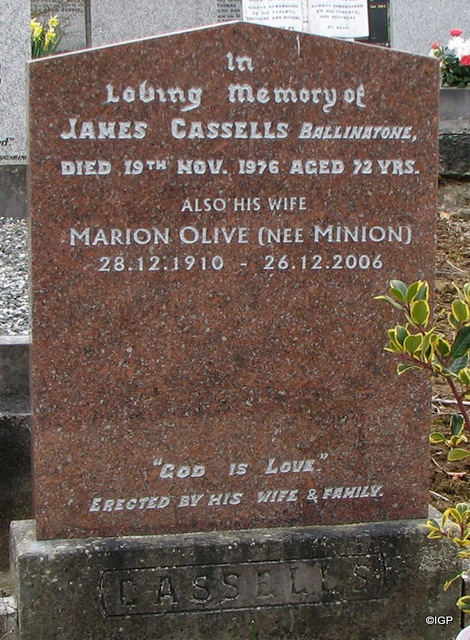 In
Loving Memory of
JAMES CASSELLS BALLINATONE,
DIED 19TH NOV. 1976 AGED 72 YRS.
ALSO HIS WIFE
MARION OLIVE (NEE MINION)
28.12.1910 - 26.12.2006
"GOD IS LOVE."
ERECTED BY HIS WIFE & FAMILY.
CASSELLS
©IGP